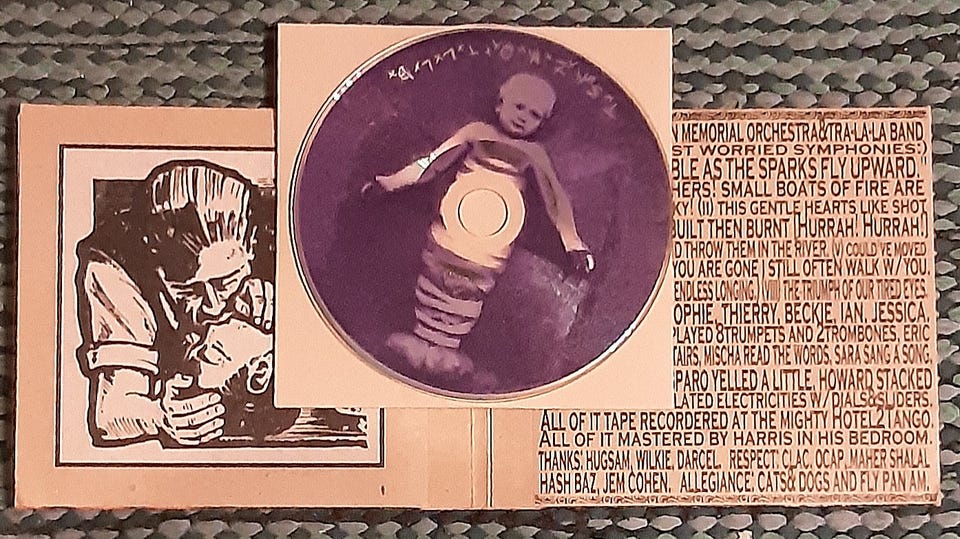 MEMORIAL ORCHESTRA&TRA-LA-LA BAND
ST WORRIED SYMPHONIES:)
BLE AS THE SPARKS FLY UPWARD."
HERS! SMALL BOATS OF FIRE ARE
KY! (II) THIS GENTLE HEARTS LIKE SHOT
BUILT THEN BURNT (HURRAH! HURRAH!)
D THROW THEM IN THE RIVER. (V) COULD'VE MOVED
YOU ARE GONE I STILL OFTEN WALK W/ YOU.
ENDLESS LONGING.) (VIII) THE TRIUMPH OF OUR TIRED EYES.
OPHIE, THIERRY, BECKIE, IAN, JESSICA,
PLAYED 8TRUMPETS AND 2TROMBONES, ERIC
TAIRS, MISCHA READ THE WORDS, SARA SANG A SONG,
PARO YELLED A LITTLE, HOWARD STACKED
LATED ELECTRICITIES W/ DIALS&SLIDERS.
ALL OF IT TAPE RECORDERED AT THE MIGHTY HOTEL2TANGO.
ALL OF IT MASTERED BY HARRIS IN HIS BEDROOM.
THANKS: HUGSAM, WILKIE, DARCEL. RESPECT: CLAC, OCAP, MAHER SHALAL
HASH BAZ, JEM COHEN. ALLEGIANCE: CATS& DOGS AND FLY PAN AM.